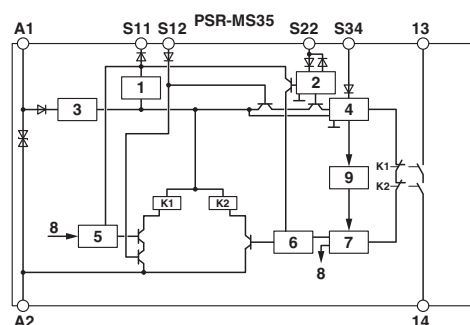 PSR-MS35
A1 S11 S12 S22 S34 13
1 2
3 4
K1
K2
9
K1 K2
8 5 6 7
8
A2 14